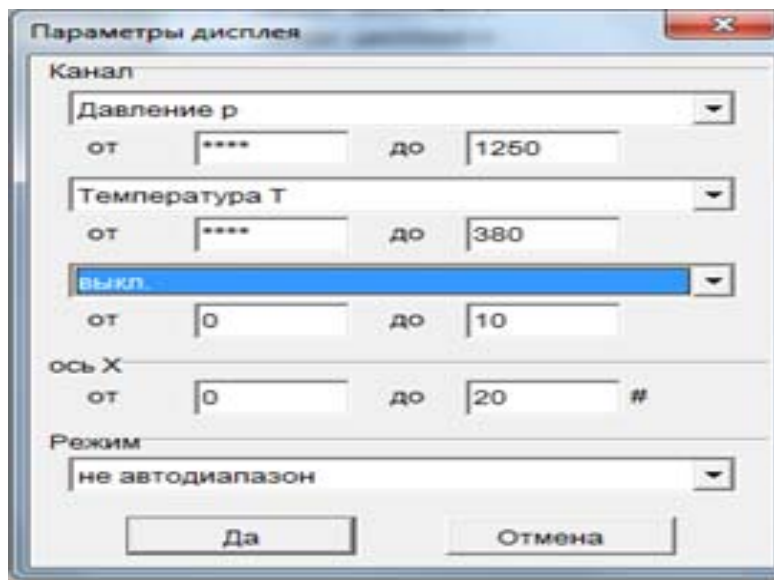 Параметры дисплея
Канал
Давление p
от **** до 1250
Температура T
от **** до 380
выкл.
от 0 до 10
ось X
от 0 до 20 #
Режим
не автодиапазон
Да Отмена